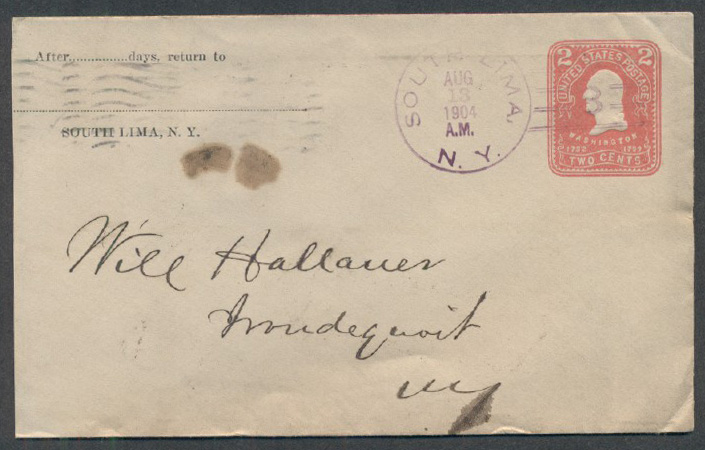 After...............days, return to
SOUTH LIMA, N. Y.
SOUTH LIMA,
AUG
13
1904
A.M.
N. Y.
2 2
UNITED STATES POSTAGE
3
WASHINGTON
1732 1799
TWO CENTS
Will Hallauer
Irondequoit
NY